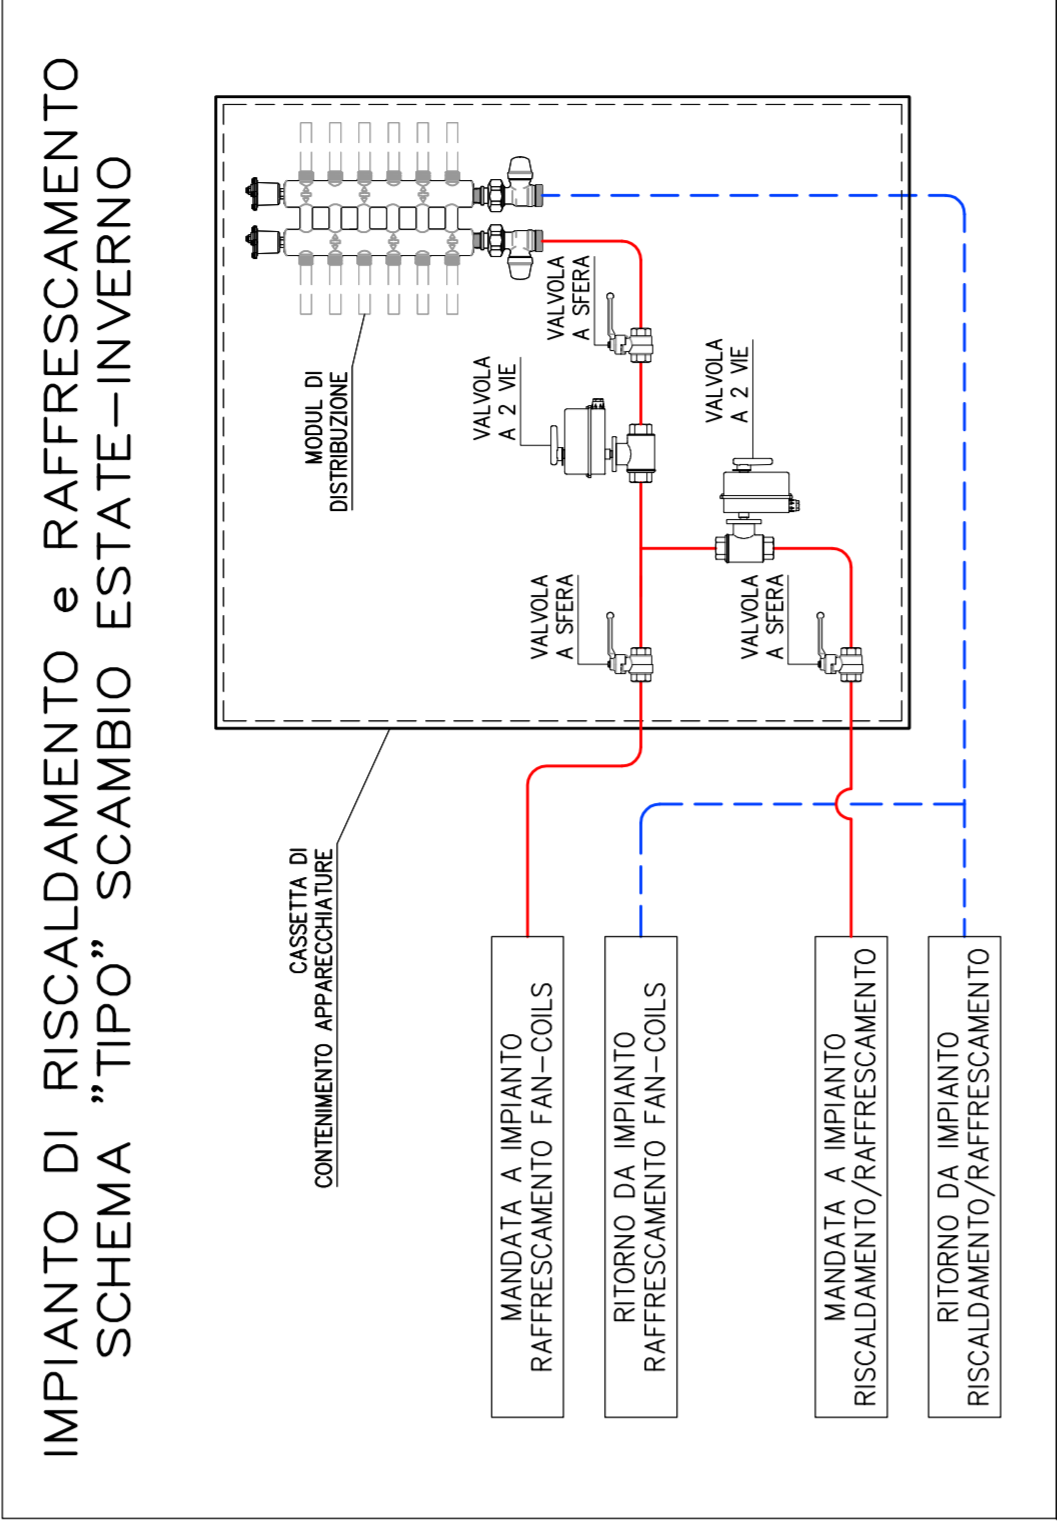 IMPIANTO DI RISCALDAMENTO e RAFFRESCAMENTO
SCHEMA "TIPO" SCAMBIO ESTATE-INVERNO
CASSETTA DI
CONTENIMENTO APPARECCHIATURE
MODUL DI
DISTRIBUZIONE
VALVOLA
A 2 VIE
VALVOLA
A SFERA
VALVOLA
A SFERA
VALVOLA
A 2 VIE
VALVOLA
A SFERA
MANDATA A IMPIANTO
RAFFRESCAMENTO FAN-COILS
RITORNO DA IMPIANTO
RAFFRESCAMENTO FAN-COILS
MANDATA A IMPIANTO
RISCALDAMENTO/RAFFRESCAMENTO
RITORNO DA IMPIANTO
RISCALDAMENTO/RAFFRESCAMENTO